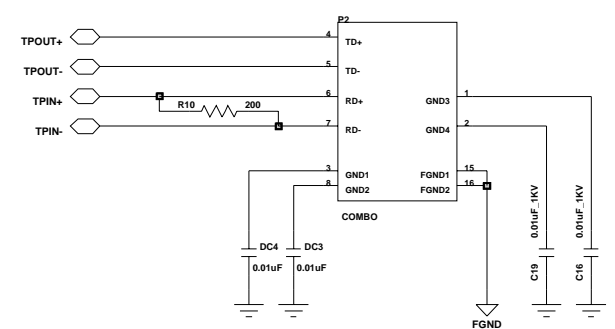 P2
TPOUT+ 4 TD+
TPOUT- 5 TD-
TPIN+ 6 RD+ GND3 1
R10 200
TPIN- 7 RD- GND4 2
3 GND1 FGND1 15
8 GND2 FGND2 16
COMBO
0.01uF_1KV 0.01uF_1KV
DC4 DC3
0.01uF 0.01uF
C19 C16
FGND